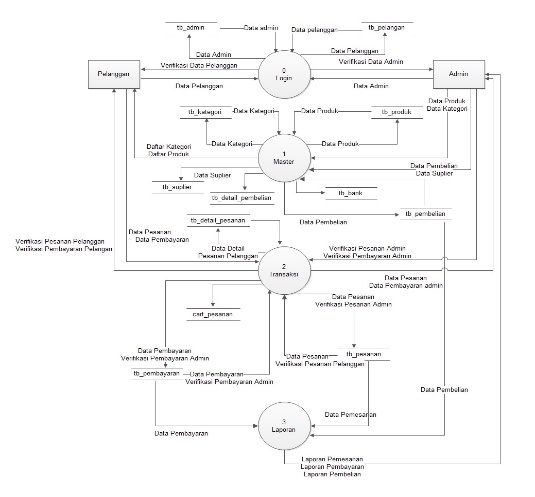 tb_admin
Data admin
Data pelanggan
tb_pelangan
Data Admin
Data Pelanggan
Pelanggan
Verifikasi Data Pelanggan
0
Login
Verifikasi Data Admin
Admin
Data Pelanggan
Data Admin
Data Produk
Data Kategori
tb_kategori
Data Kategori
Data Produk
tb_produk
Daftar Kategori
Daftar Produk
Data Kategori
1
Master
Data Produk
Data Suplier
Data Pembelian
Data Suplier
tb_suplier
tb_detail_pembelian
tb_bank
tb_pembelian
Data Pembelian
tb_detail_pesanan
Data Pesanan
Data Pembayaran
Verifikasi Pesanan Pelanggan
Verifikasi Pembayaran Pelangan
Data Detail
Pesanan Pelanggan
Verifikasi Pesanan Admin
Verifikasi Pembayaran Admin
2
Transaksi
Data Pesanan
Data Pembayaran admin
Data Pesanan
Verifikasi Pesanan Admin
cart_pesanan
Data Pembayaran
Verifikasi Pembayaran Admin
Data Pesanan
Verifikasi Pesanan Pelanggan
tb_pesanan
tb_pembayaran
Data Pembayaran
Verifikasi Pembayaran Admin
Data Pembelian
Data Pemesanan
3
Laporan
Data Pembayaran
Laporan Pemesanan
Laporan Pembayaran
Laporan Pembelian